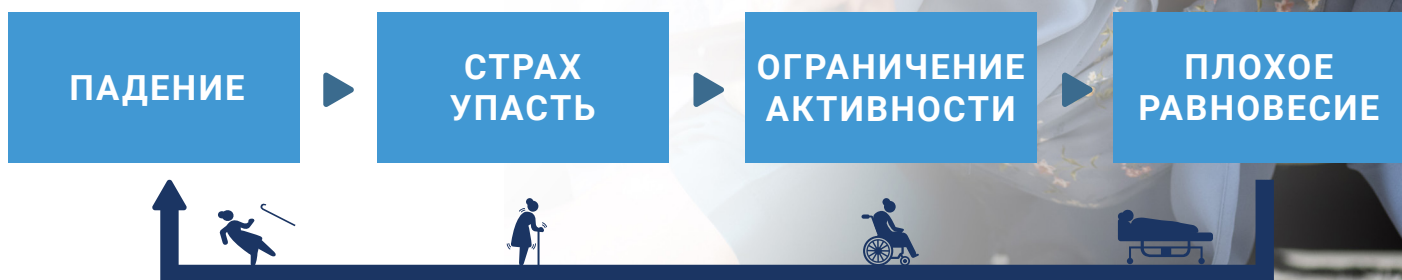 ПАДЕНИЕ
СТРАХ
УПАСТЬ
ОГРАНИЧЕНИЕ
АКТИВНОСТИ
ПЛОХОЕ
РАВНОВЕСИЕ